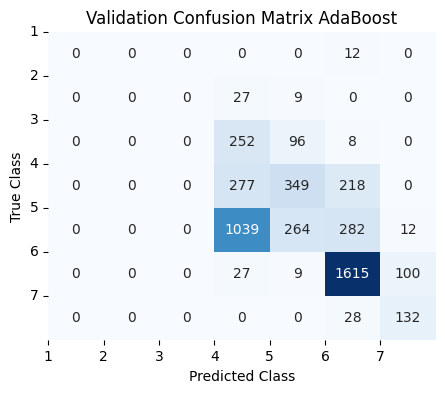 Validation Confusion Matrix AdaBoost
1
0 0 0 0 0 12 0
2
0 0 0 27 9 0 0
3
0 0 0 252 96 8 0
4
0 0 0 277 349 218 0
5
0 0 0 1039 264 282 12
6
0 0 0 27 9 1615 100
7
0 0 0 0 0 28 132
1 2 3 4 5 6 7
True Class
Predicted Class